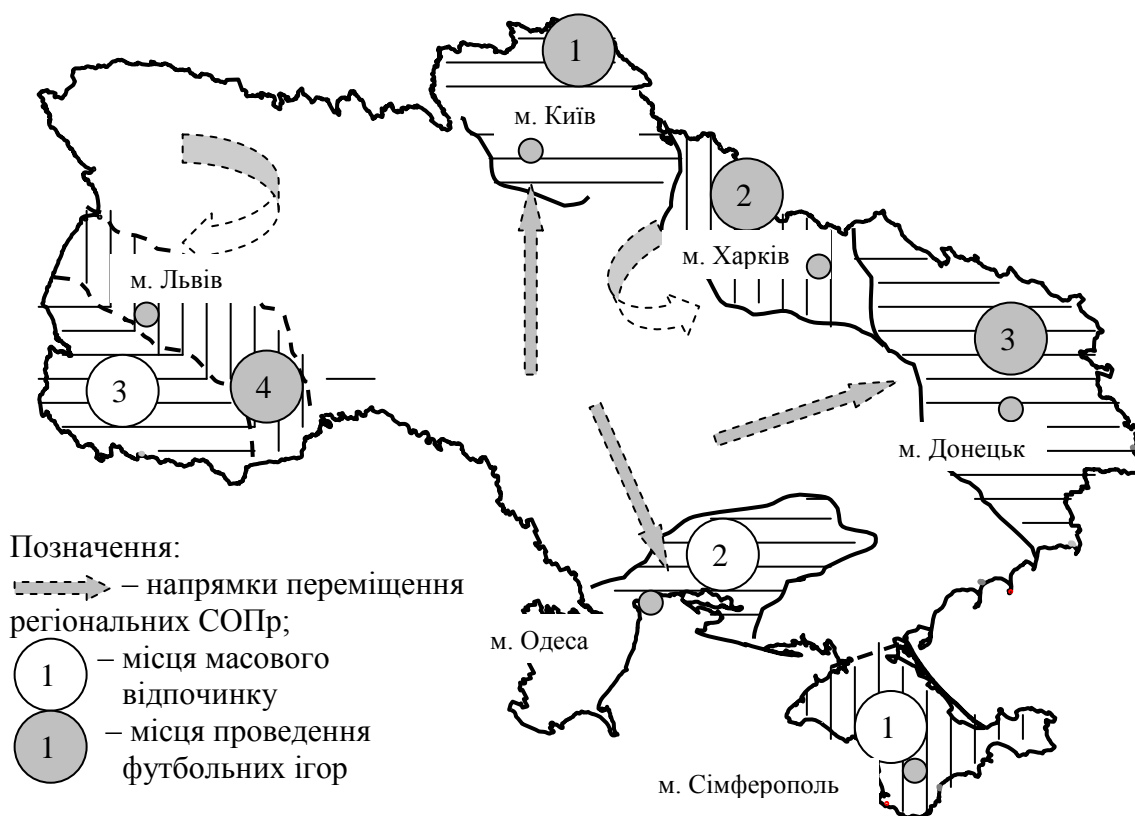 1
м. Київ
2
м. Харків
м. Львів
3
3
4
м. Донецьк
2
Позначення:
– напрямки переміщення
регіональних СОПр;
м. Одеса
1
– місця масового
відпочинку
1
1
– місця проведення
футбольних ігор
м. Сімферополь